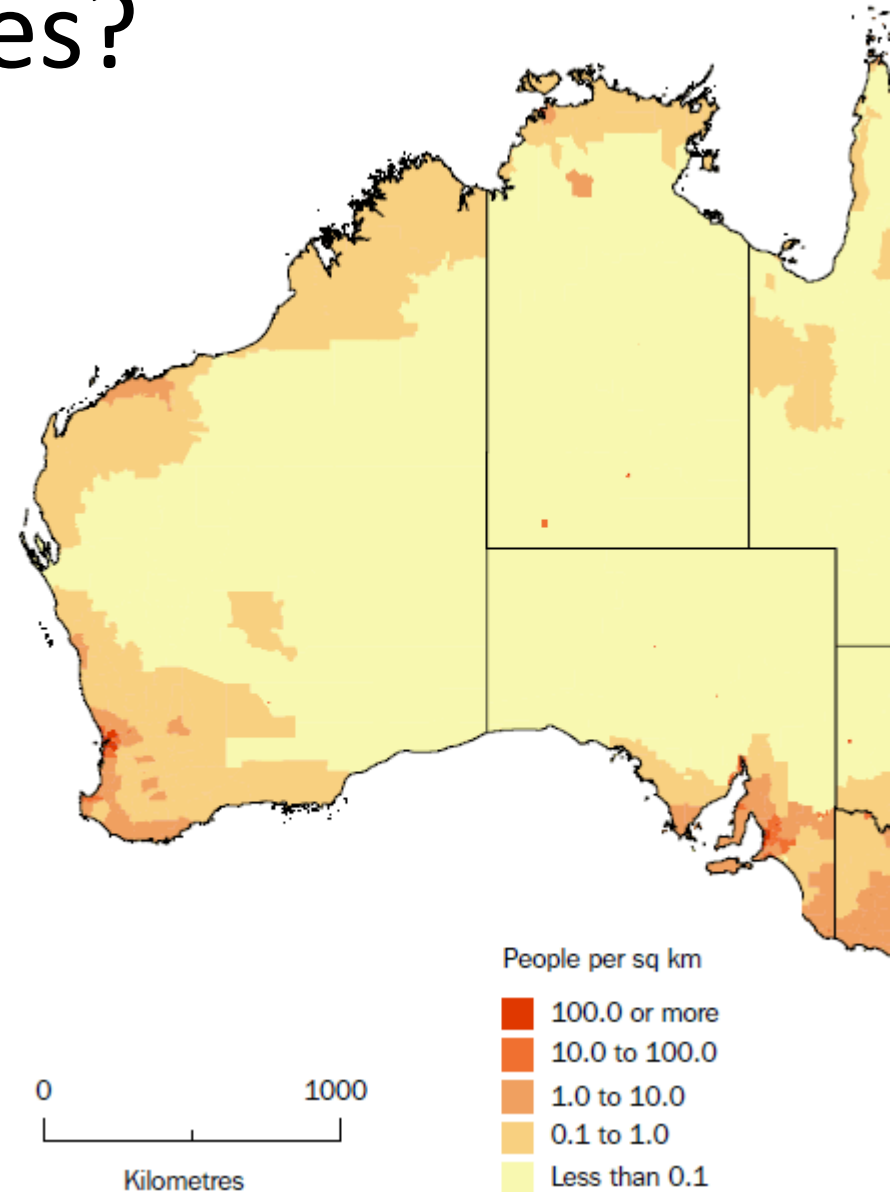 es?
People per sq km
100.0 or more
10.0 to 100.0
1.0 to 10.0
0.1 to 1.0
Less than 0.1
0 1000
Kilometres